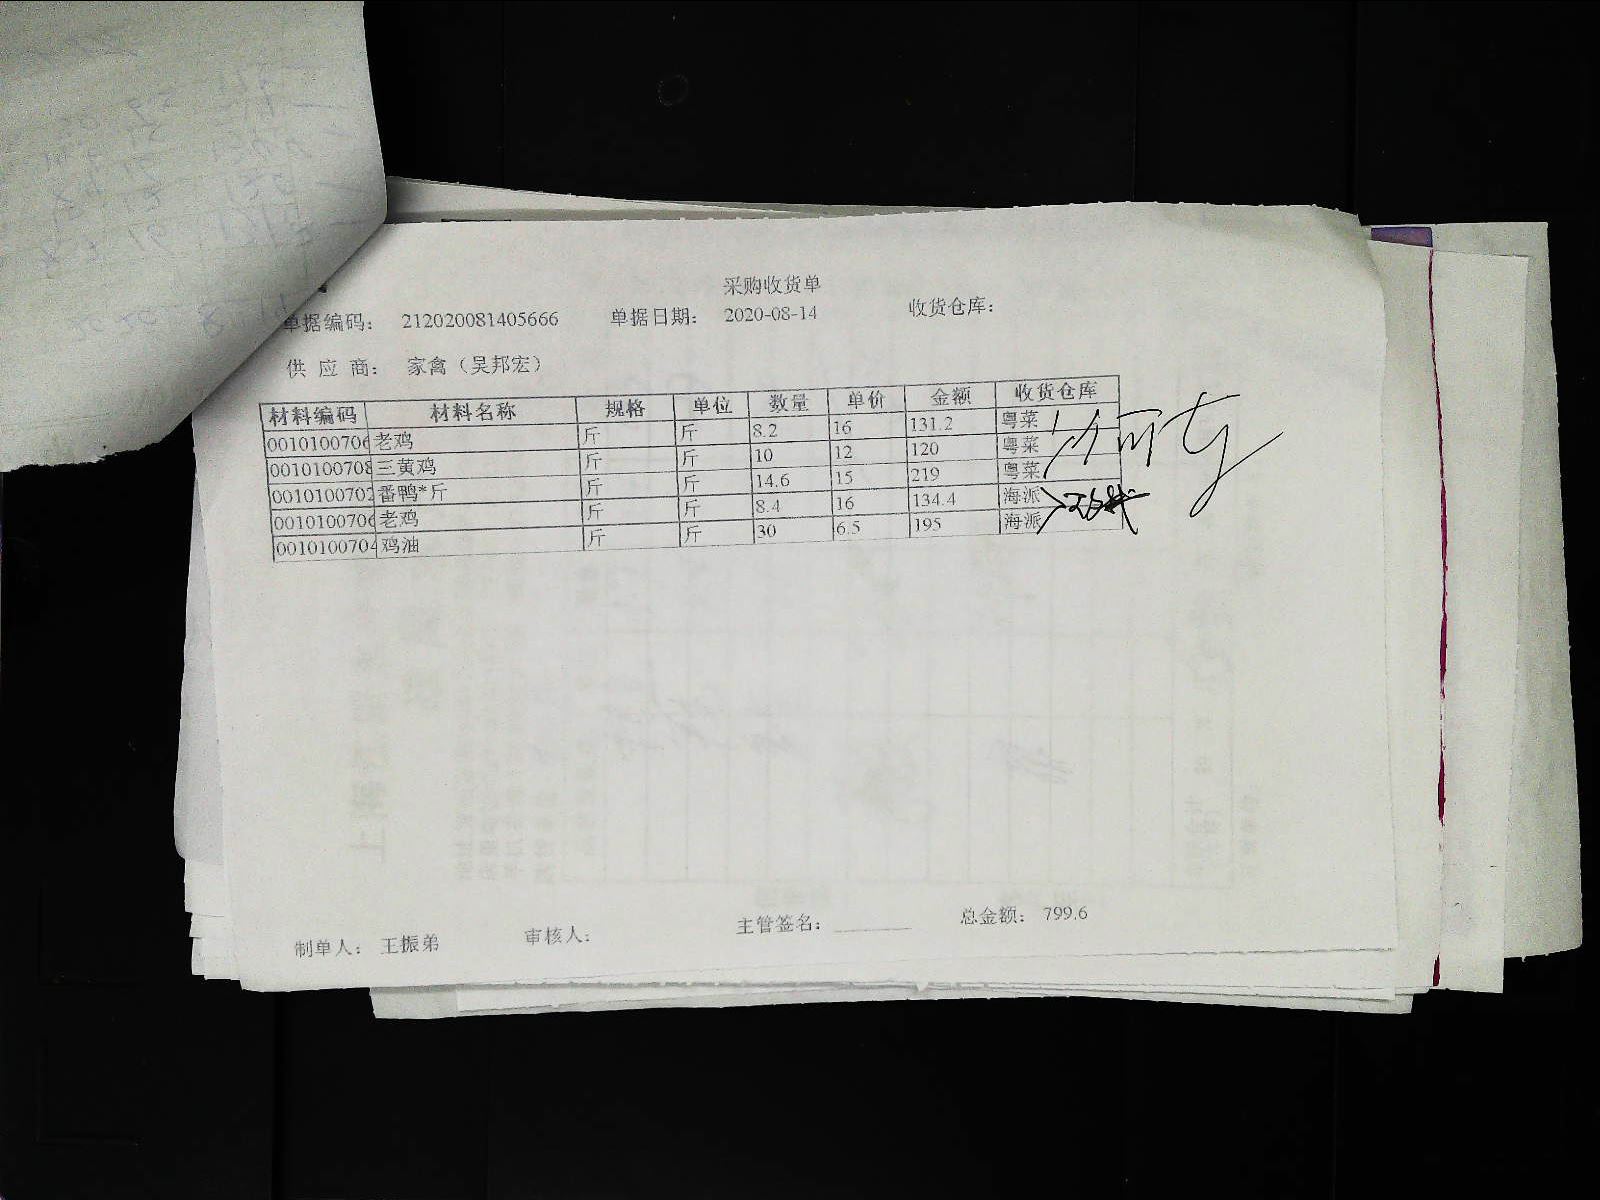 采购收货单
单据编码： 212020081405666 单据日期： 2020-08-14 收货仓库：
供 应 商： 家禽（吴邦宏）
材料编码 材料名称 规格 单位 数量 单价 金额 收货仓库
0010100706 老鸡 斤 斤 8.2 16 131.2 粤菜
0010100708 三黄鸡 斤 斤 10 12 120 粤菜
0010100702 番鸭*斤 斤 斤 14.6 15 219 粤菜
0010100706 老鸡 斤 斤 8.4 16 134.4 海派
0010100704 鸡油 斤 斤 30 6.5 195 海派
制单人： 王振弟 审核人： 主管签名： 总金额： 799.6